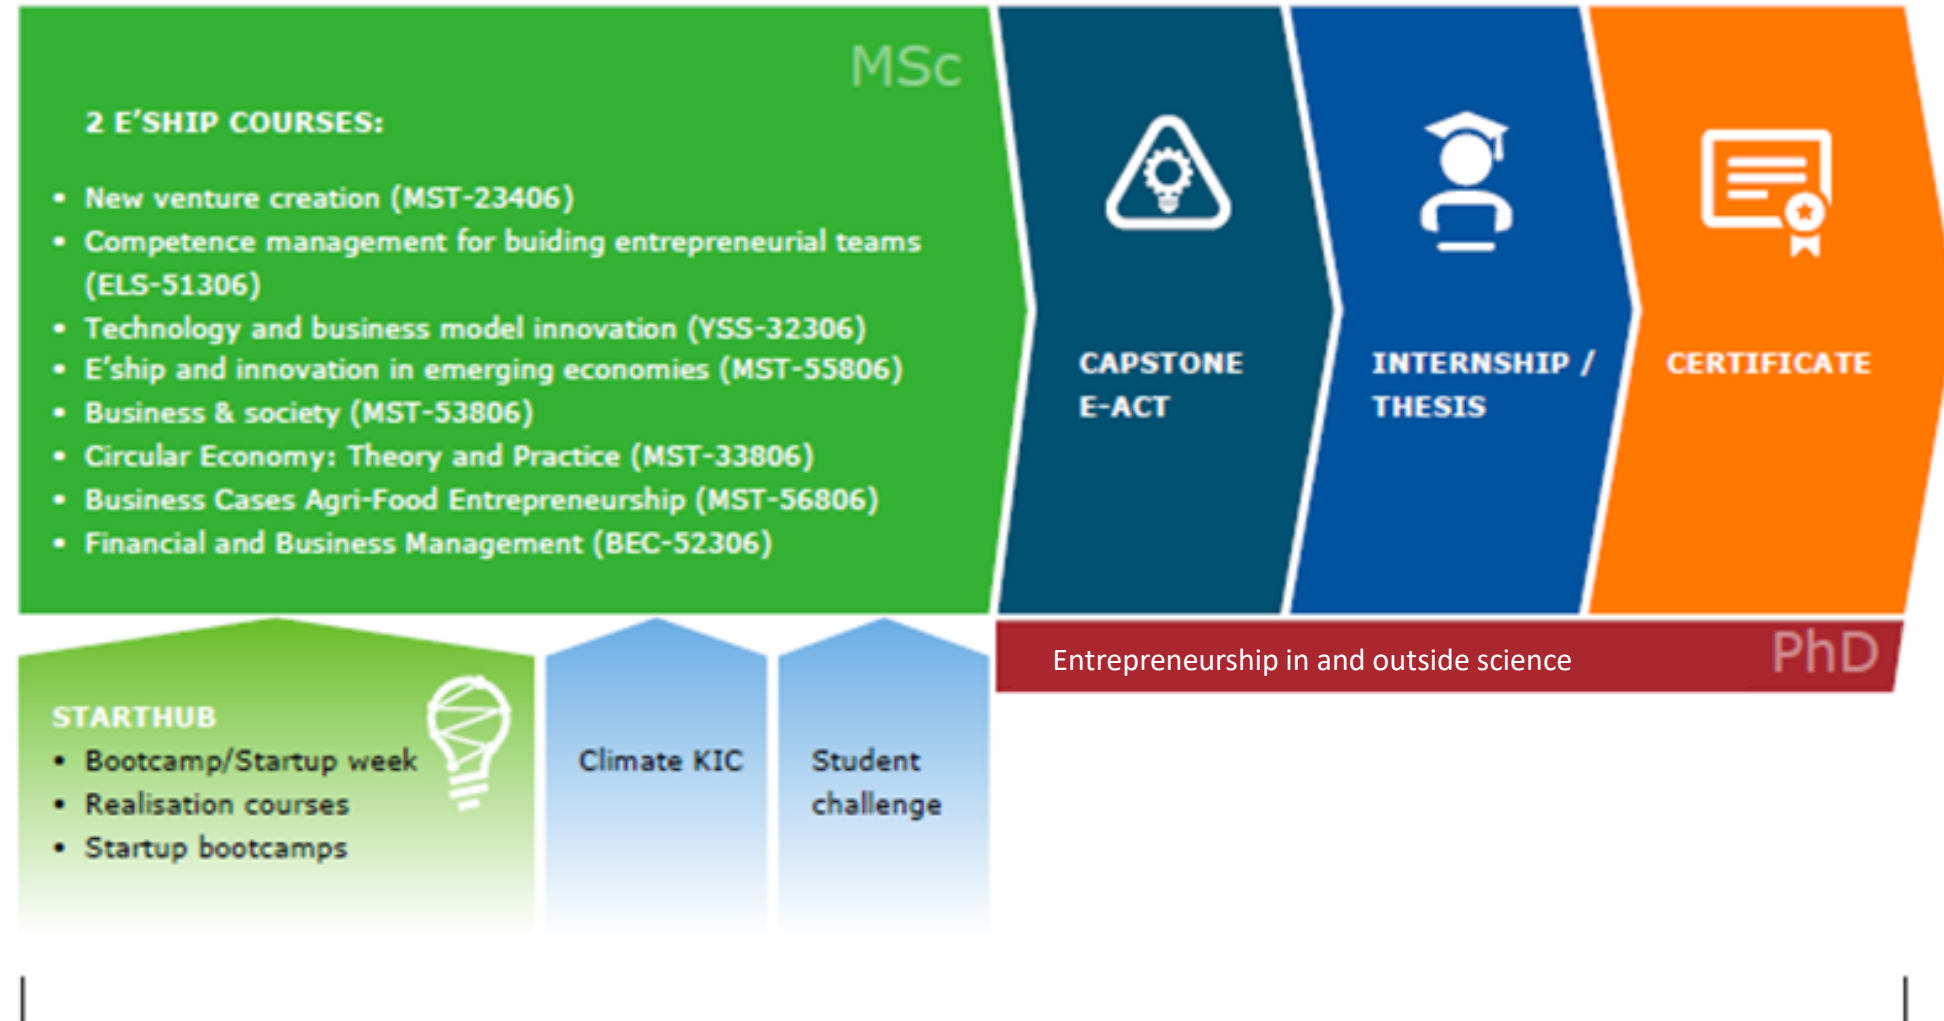 MSc
2 E'SHIP COURSES:
• New venture creation (MST-23406)
• Competence management for buiding entrepreneurial teams
(ELS-51306)
• Technology and business model innovation (YSS-32306)
• E'ship and innovation in emerging economies (MST-55806)
• Business & society (MST-53806)
• Circular Economy: Theory and Practice (MST-33806)
• Business Cases Agri-Food Entrepreneurship (MST-56806)
• Financial and Business Management (BEC-52306)
CAPSTONE
E-ACT
INTERNSHIP /
THESIS
CERTIFICATE
Entrepreneurship in and outside science
PhD
STARTHUB
• Bootcamp/Startup week
• Realisation courses
• Startup bootcamps
Climate KIC
Student
challenge